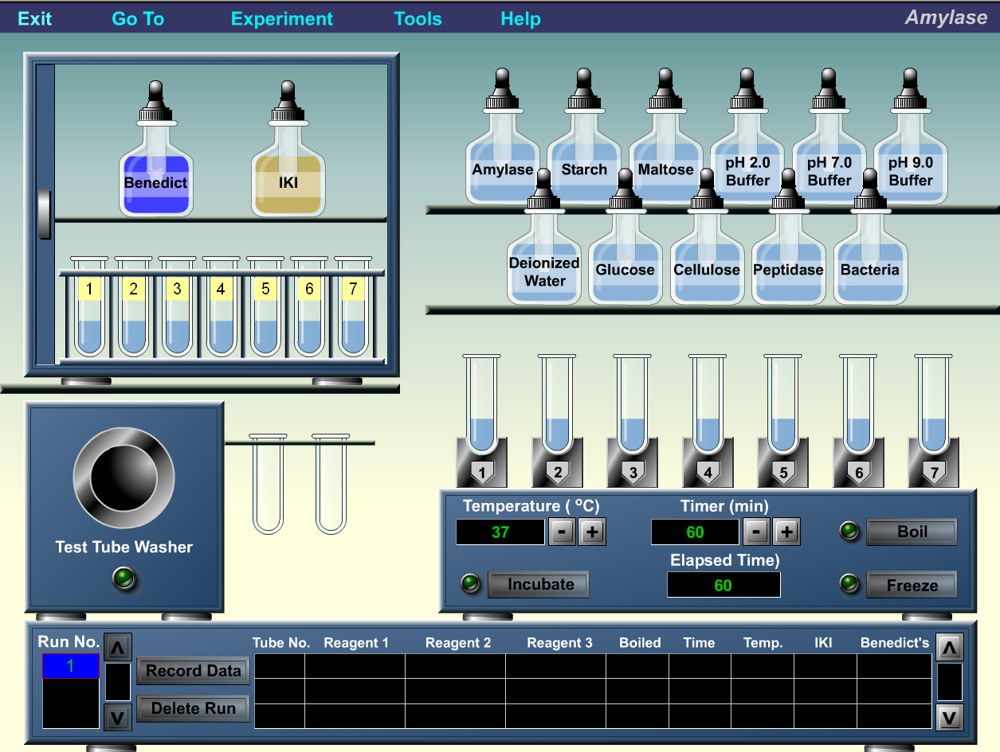 Exit Go To Experiment Tools Help Amylase
Benedict IKI
Amylase Starch Maltose pH 2.0 Buffer pH 7.0 Buffer pH 9.0 Buffer
Deionized Water Glucose Cellulose Peptidase Bacteria
1 2 3 4 5 6 7
1 2 3 4 5 6 7
Test Tube Washer
Temperature ( °C) Timer (min)
37 - + 60 - + Boil
Elapsed Time)
Incubate 60 Freeze
Run No. Λ Tube No. Reagent 1 Reagent 2 Reagent 3 Boiled Time Temp. IKI Benedict's Λ
1 Record Data
V Delete Run V